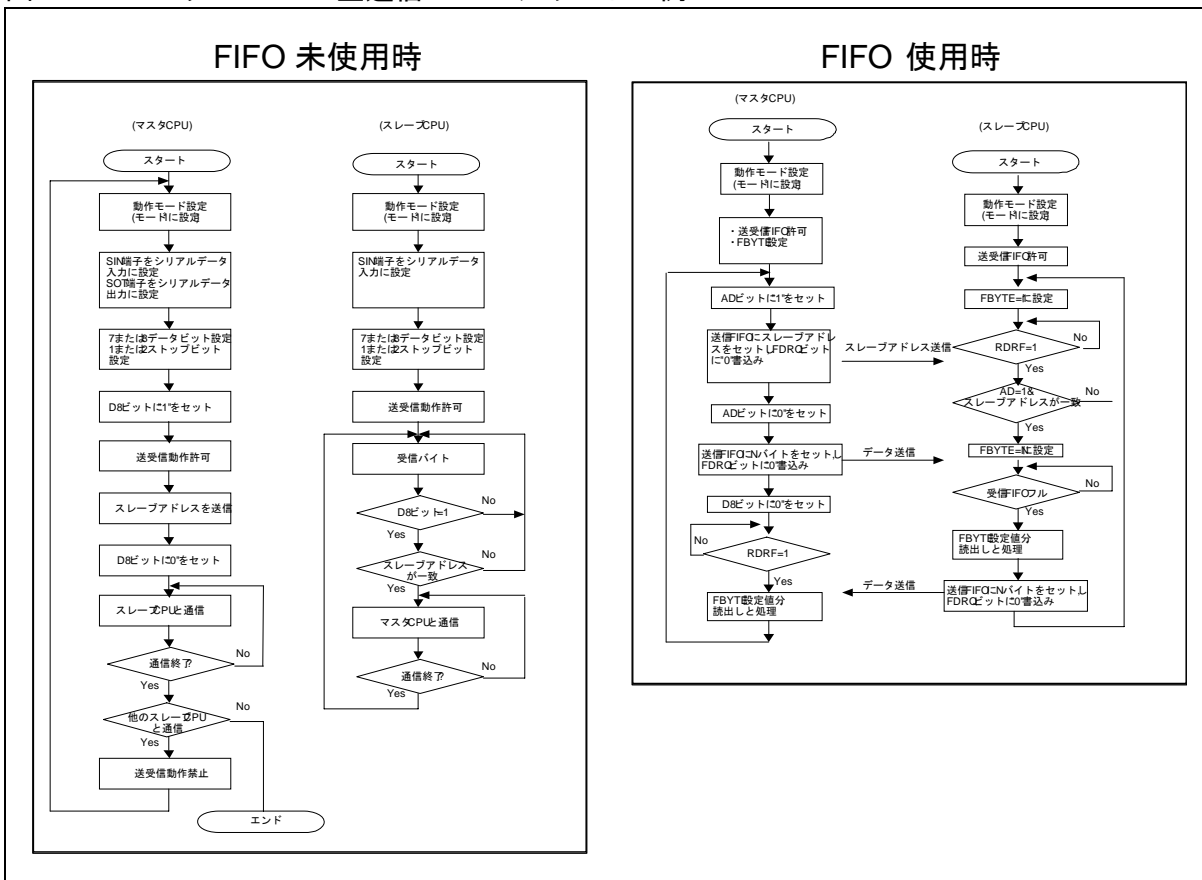 FIFO 未使用時
(マスタCPU)
スタート
動作モード設定
(モード1に設定)
SIN端子をシリアルデータ
入力に設定
SOT端子をシリアルデータ
出力に設定
7または8データビット設定
1または2ストップビット
設定
D8ビットに"1"をセット
送受信動作許可
スレーブアドレスを送信
D8ビットに"0"をセット
スレーブCPUと通信
通信終了?
No
Yes
他のスレーブCPU
と通信
No
Yes
送受信動作禁止
エンド
(スレーブCPU)
スタート
動作モード設定
(モード1に設定)
SIN端子をシリアルデータ
入力に設定
7または8データビット設定
1または2ストップビット
設定
送受信動作許可
受信バイト
D8ビット=1
No
Yes
スレーブアドレス
が一致
No
Yes
マスタCPUと通信
通信終了?
No
Yes
FIFO 使用時
(マスタCPU)
スタート
動作モード設定
(モード1に設定)
・送受信FIFO許可
・FBYTE設定
ADビットに"1"をセット
送信FIFOにスレーブアドレ
スをセットしFDRQビット
に"0"書込み
スレーブアドレス送信
ADビットに"0"をセット
送信FIFOにNバイトをセットし,
FDRQビットに"0"書込み
データ送信
D8ビットに"0"をセット
No
RDRF=1
Yes
FBYTE設定値分
読出しと処理
データ送信
(スレーブCPU)
スタート
動作モード設定
(モード1に設定)
送受信FIFO許可
FBYTE=1に設定
RDRF=1
No
Yes
AD=1&
スレーブアドレスが一致
No
Yes
FBYTE=Nに設定
受信FIFOフル
No
Yes
FBYTE設定値分
読出しと処理
送信FIFOにNバイトをセットし,
FDRQビットに"0"書込み